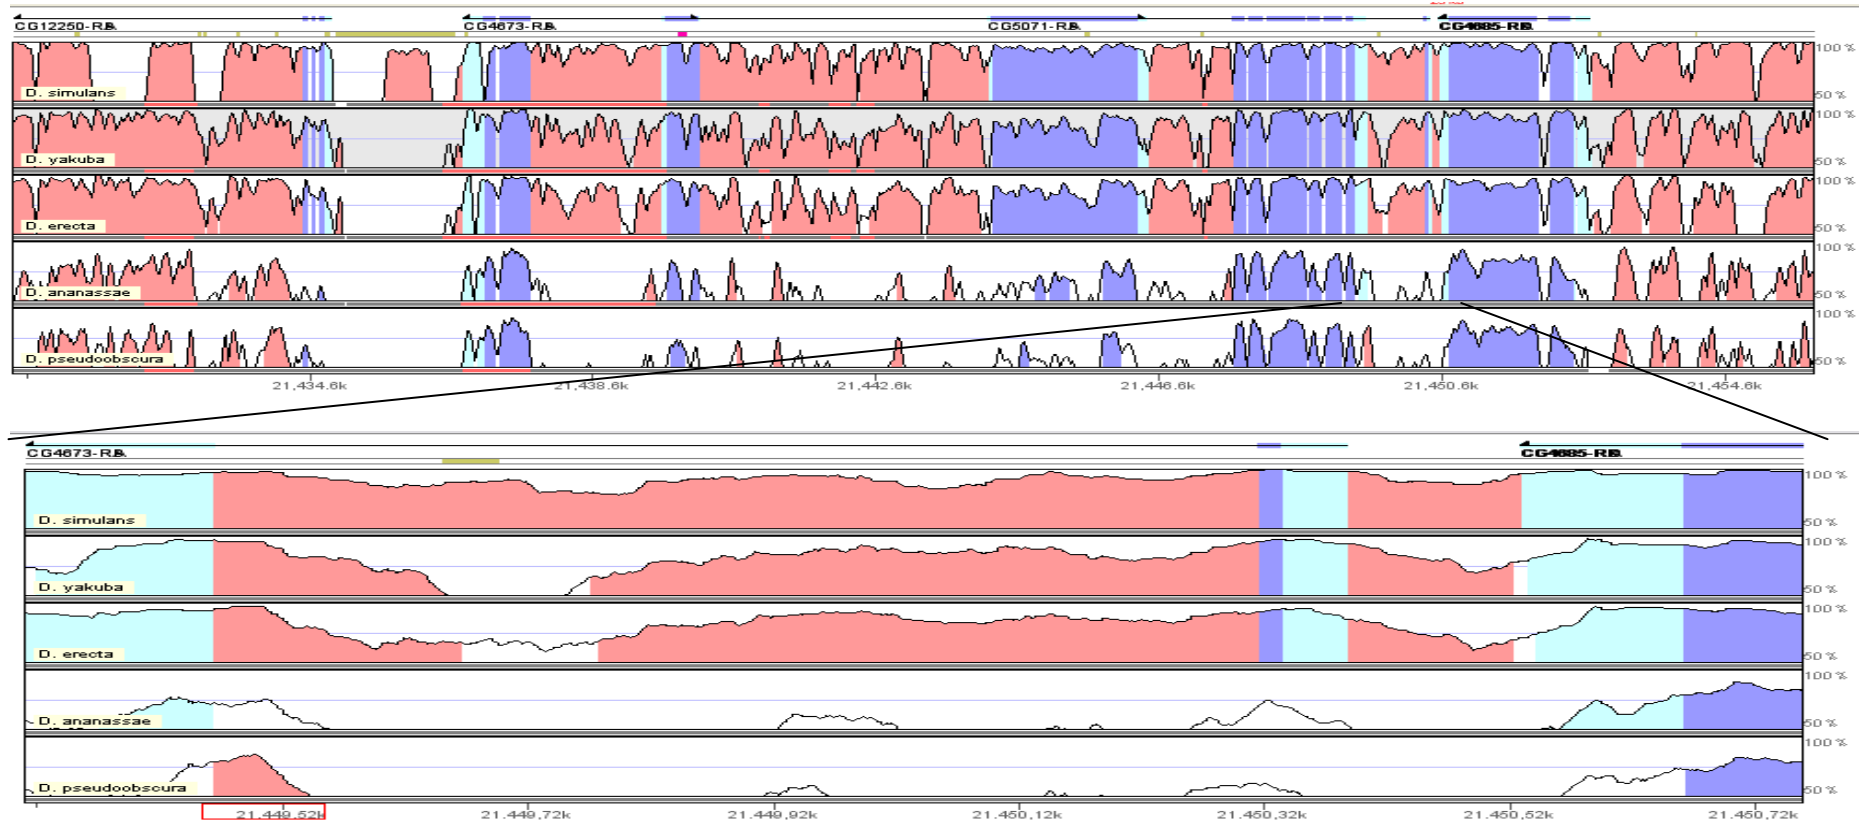 CG12250-RB CG4673-RB CG5071-RB CG4685-RD
100 %
D. simulans 50 %
100 %
D. yakuba 50 %
100 %
D. erecta 50 %
100 %
D. ananassae 50 %
100 %
D. pseudoobscura 50 %
21,434.6k 21,438.6k 21,442.6k 21,446.6k 21,450.6k 21,454.6k
CG4673-RB CG4685-RD
100 %
D. simulans 50 %
100 %
D. yakuba 50 %
100 %
D. erecta 50 %
100 %
D. ananassae 50 %
100 %
D. pseudoobscura 50 %
21,449.52k 21,449.72k 21,449.92k 21,450.12k 21,450.32k 21,450.52k 21,450.72k